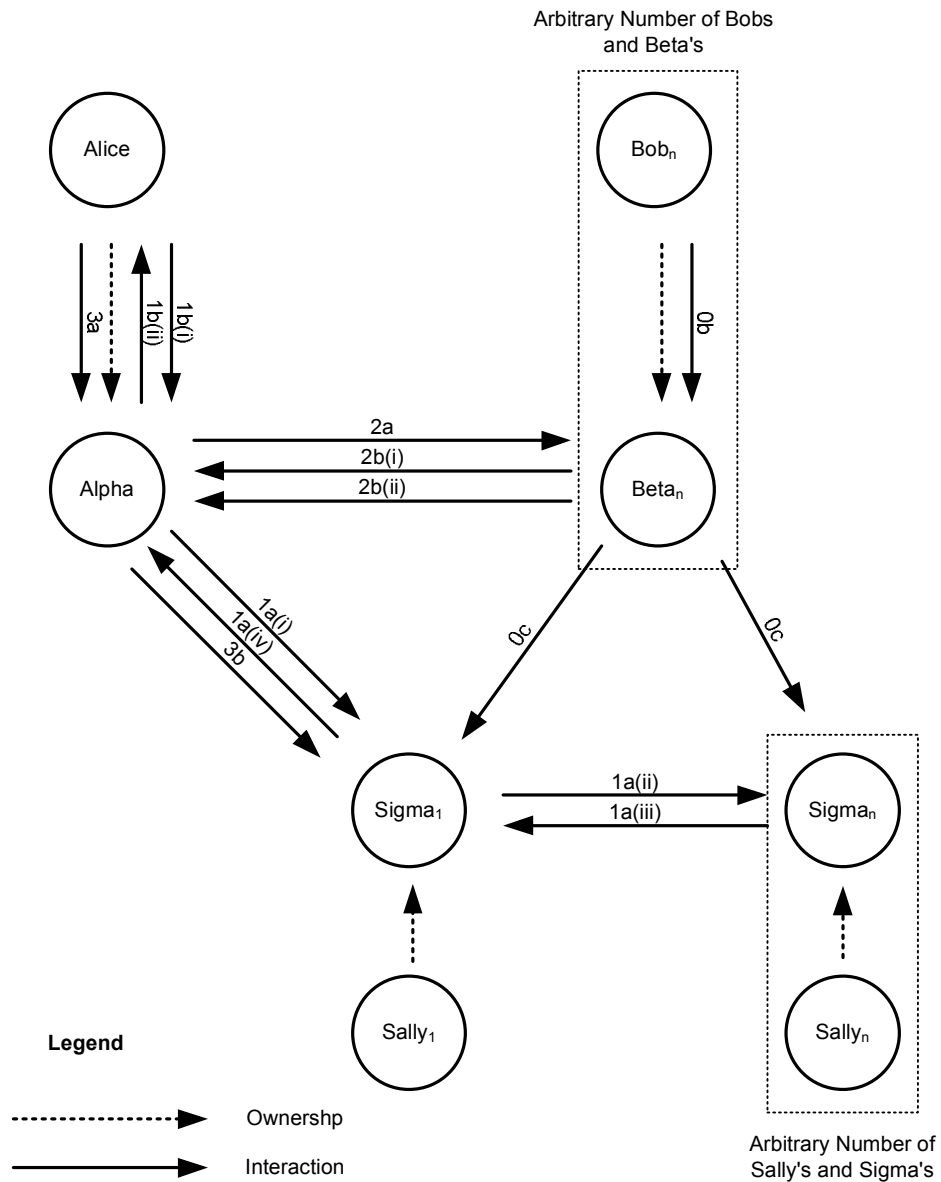 Arbitrary Number of Bobs
and Beta's
Alice
Bobₙ
3a
1b(ii)
1b(i)
0b
2a
2b(i)
2b(ii)
Alpha
Betaₙ
1a(i)
1a(iv)
3b
0c
0c
1a(ii)
1a(iii)
Sigma₁
Sigmaₙ
Sally₁
Sallyₙ
Legend
Ownershp
Interaction
Arbitrary Number of
Sally's and Sigma's